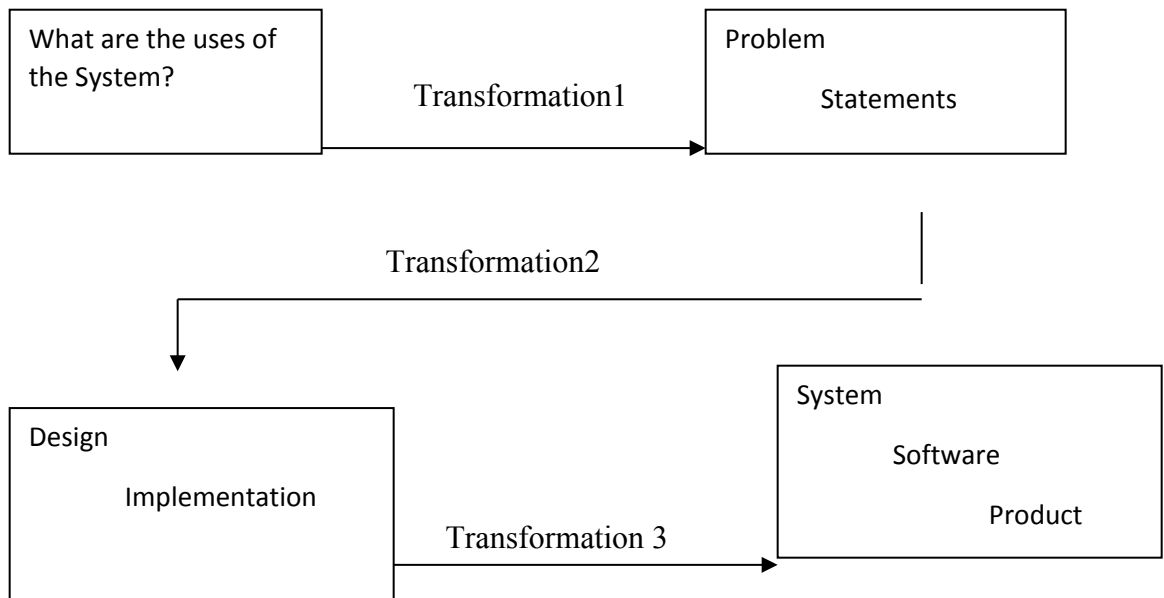 What are the uses of
the System?
Transformation1
Problem
Statements
Transformation2
Design
Implementation
Transformation 3
System
Software
Product